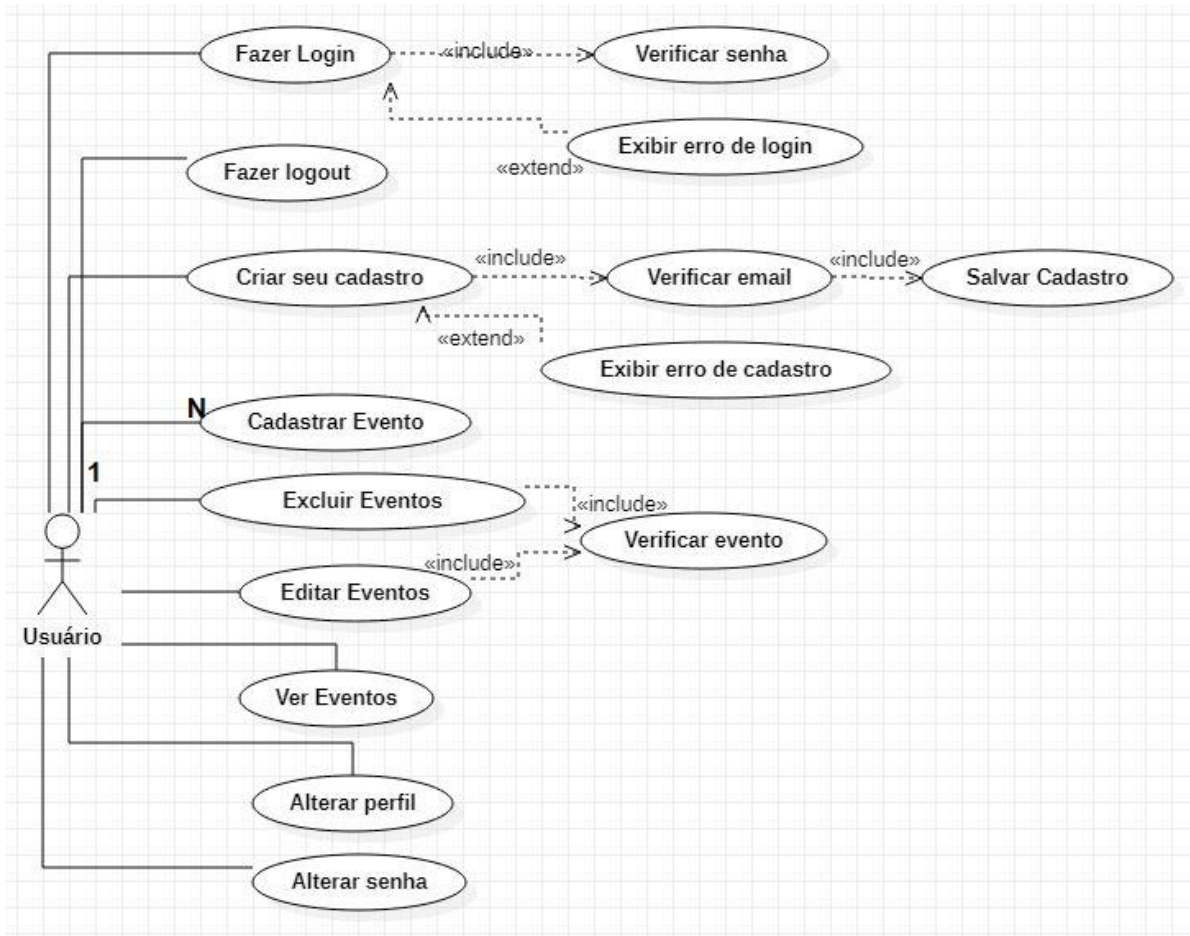 Fazer Login
«include»
Verificar senha
Exibir erro de login
«extend»
Fazer logout
«include»
«include»
Criar seu cadastro
Verificar email
Salvar Cadastro
«extend»
Exibir erro de cadastro
N
Cadastrar Evento
1
Excluir Eventos
«include»
Verificar evento
«include»
Editar Eventos
Usuário
Ver Eventos
Alterar perfil
Alterar senha